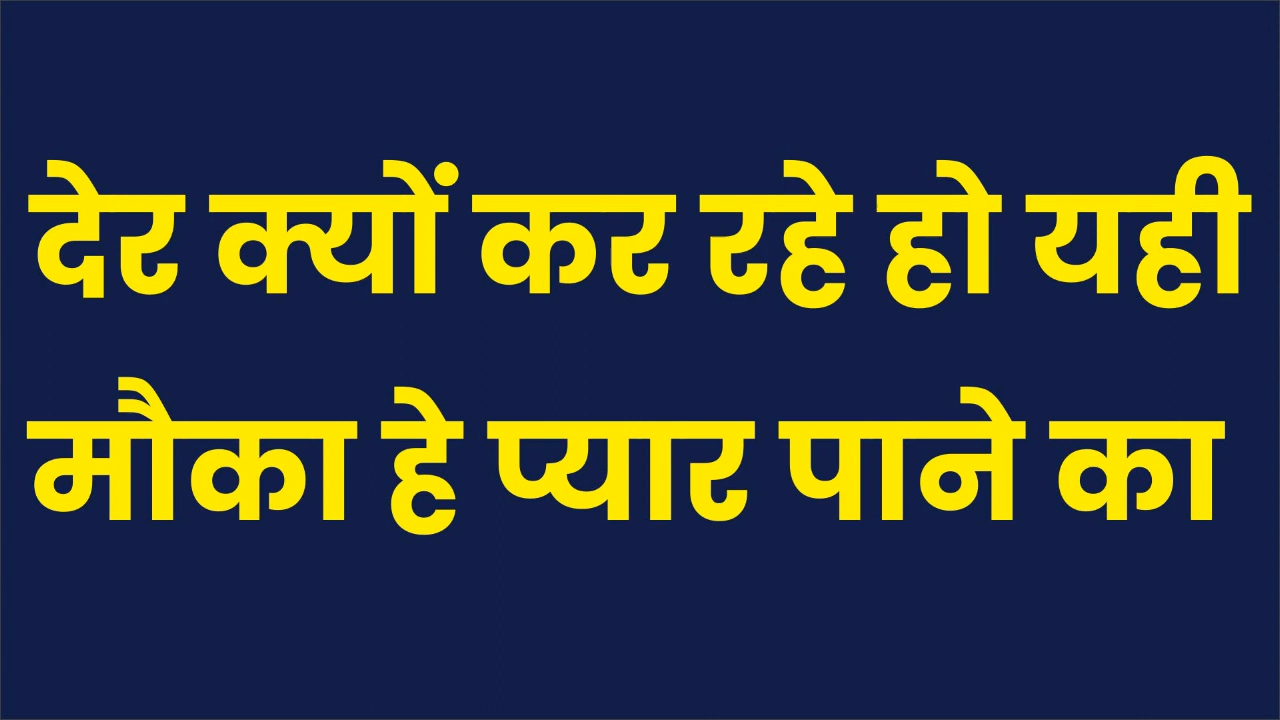 देर क्यों कर रहे हो यही
मौका हे प्यार पाने का